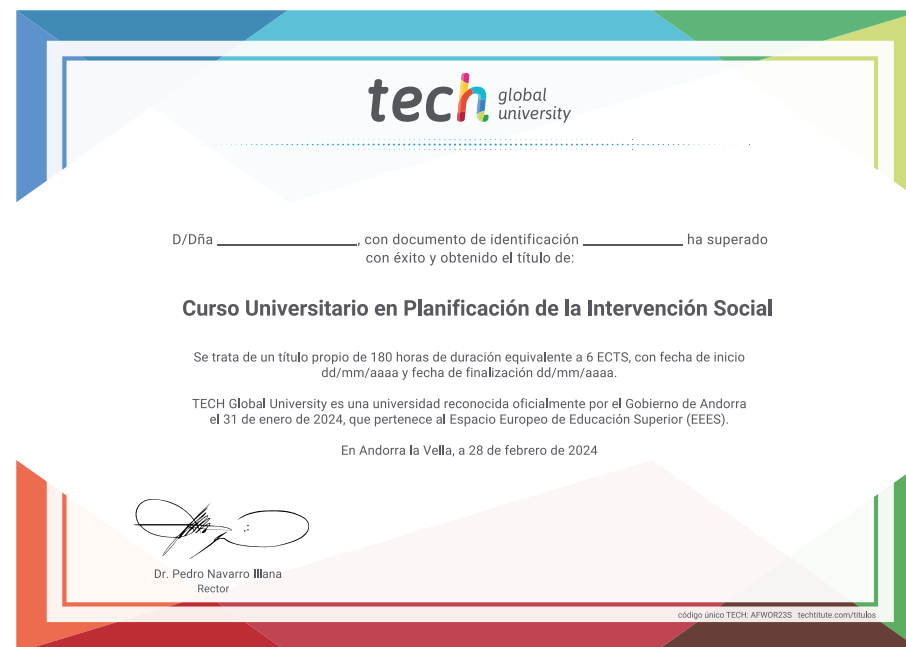 tech global university
D/Dña ____________________, con documento de identificación ______________ ha superado
con éxito y obtenido el título de:
Curso Universitario en Planificación de la Intervención Social
Se trata de un título propio de 180 horas de duración equivalente a 6 ECTS, con fecha de inicio
dd/mm/aaaa y fecha de finalización dd/mm/aaaa.
TECH Global University es una universidad reconocida oficialmente por el Gobierno de Andorra
el 31 de enero de 2024, que pertenece al Espacio Europeo de Educación Superior (EEES).
En Andorra la Vella, a 28 de febrero de 2024
Dr. Pedro Navarro Illana
Rector
código único TECH: AFWOR23S techtitute.com/titulos